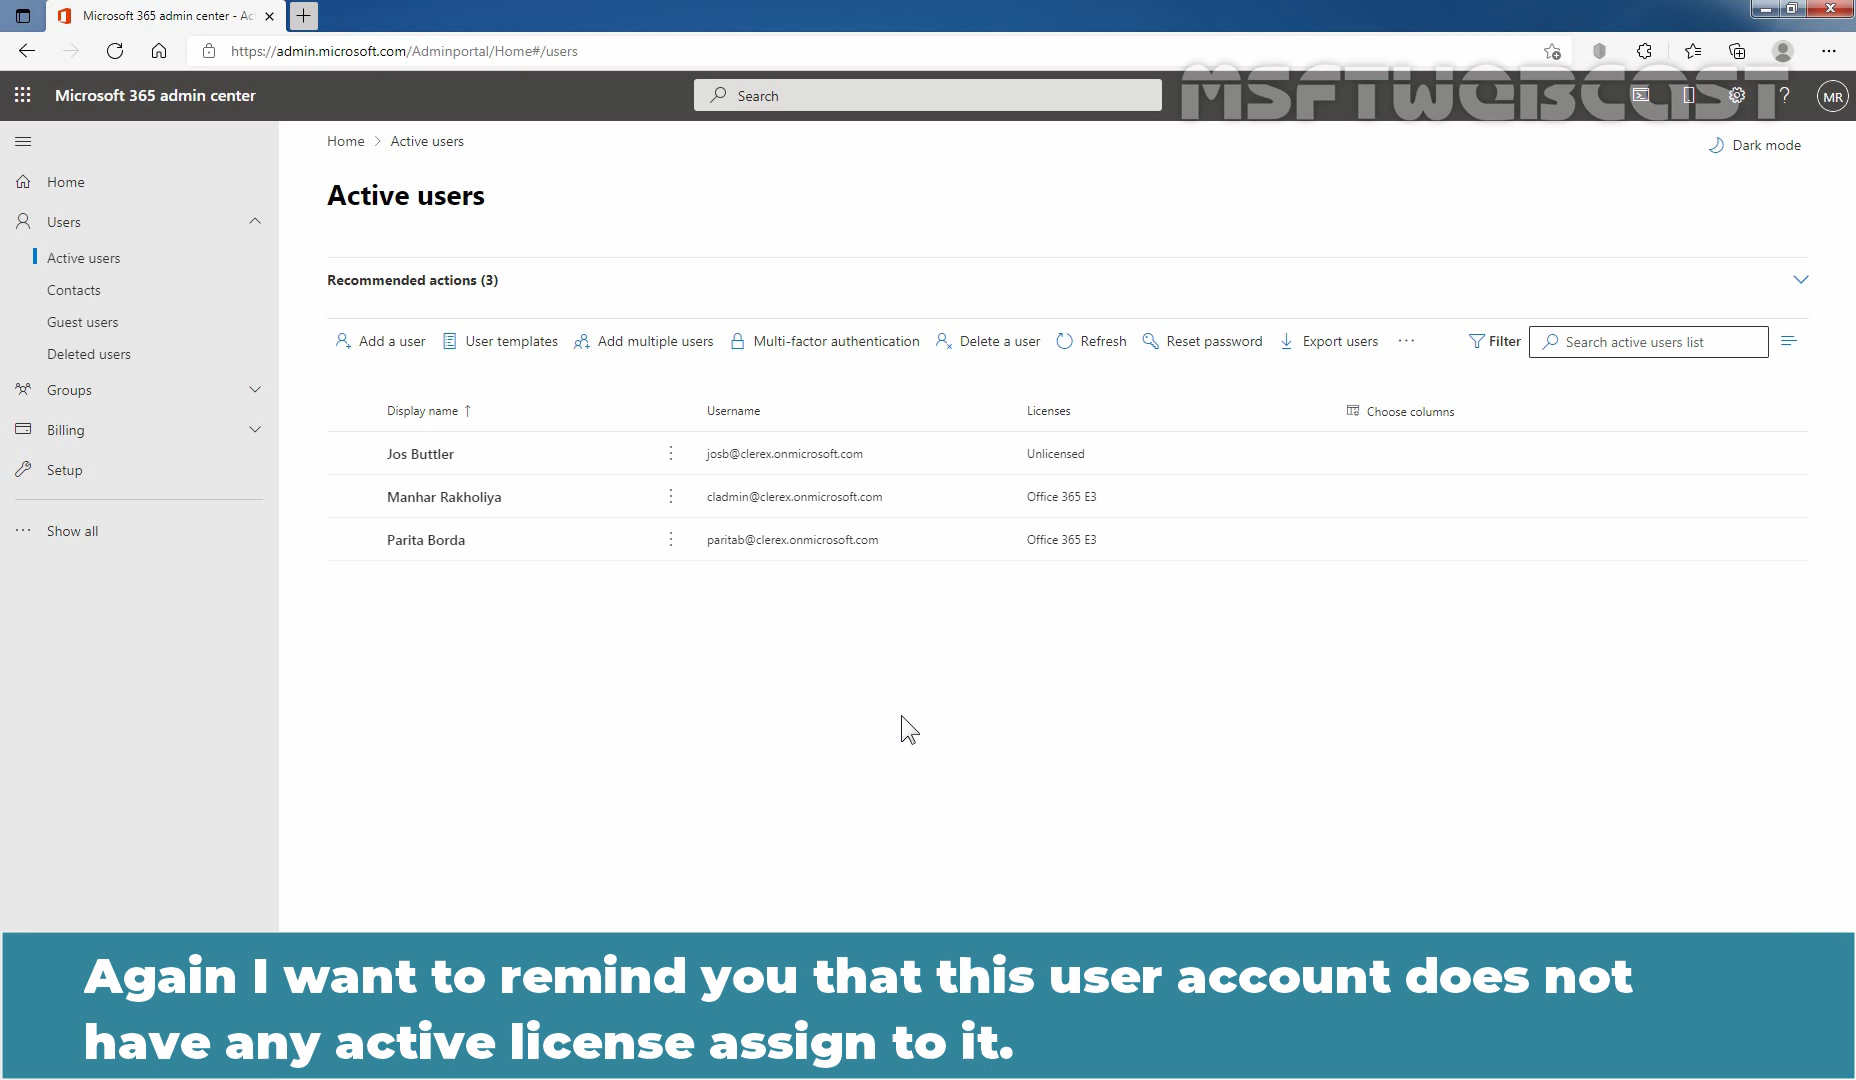 Microsoft 365 admin center - Ac
https://admin.microsoft.com/Adminportal/Home#/users
MSFTWEBCAST
Microsoft 365 admin center
Search
MR
Home > Active users
Dark mode
Home
Users
Active users
Contacts
Guest users
Deleted users
Groups
Billing
Setup
Show all
Active users
Recommended actions (3)
Add a user User templates Add multiple users Multi-factor authentication Delete a user Refresh Reset password Export users Filter Search active users list
Display name ↑ Username Licenses Choose columns
Jos Buttler josb@clerex.onmicrosoft.com Unlicensed
Manhar Rakholiya cladmin@clerex.onmicrosoft.com Office 365 E3
Parita Borda paritab@clerex.onmicrosoft.com Office 365 E3
Again I want to remind you that this user account does not
have any active license assign to it.